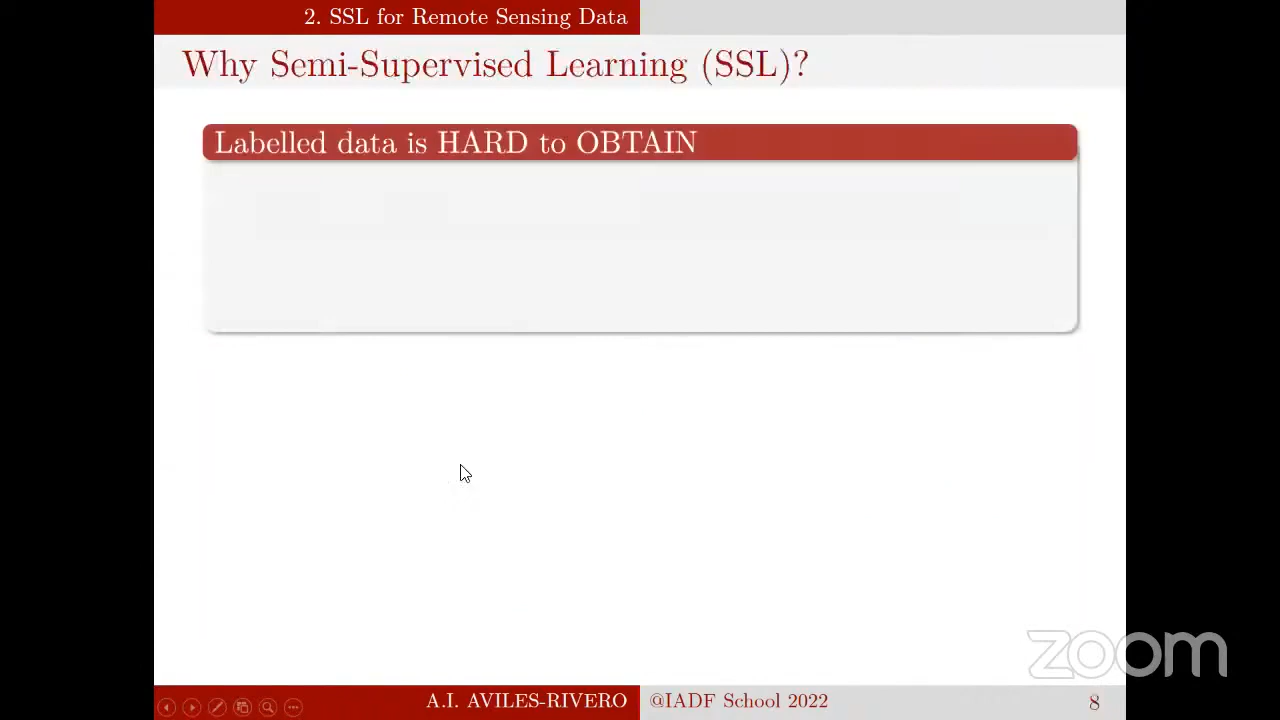 2. SSL for Remote Sensing Data
Why Semi-Supervised Learning (SSL)?
Labelled data is HARD to OBTAIN
zoom
A.I. AVILES-RIVERO @IADF School 2022 8